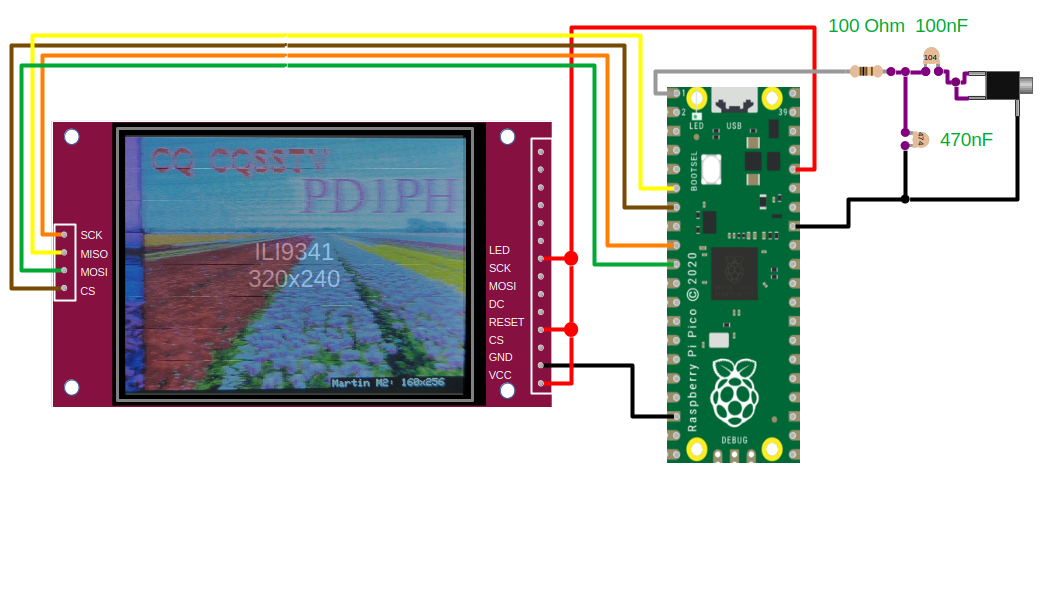 100 Ohm 100nF
104
474
470nF
1
2
39
LED USB
BOOTSEL
CQ CQSSTV
PD1PH
ILI9341
320x240
Martin M2: 160x256
SCK
MISO
MOSI
CS
LED
SCK
MOSI
DC
RESET
CS
GND
VCC
Raspberry Pi Pico © 2020
DEBUG